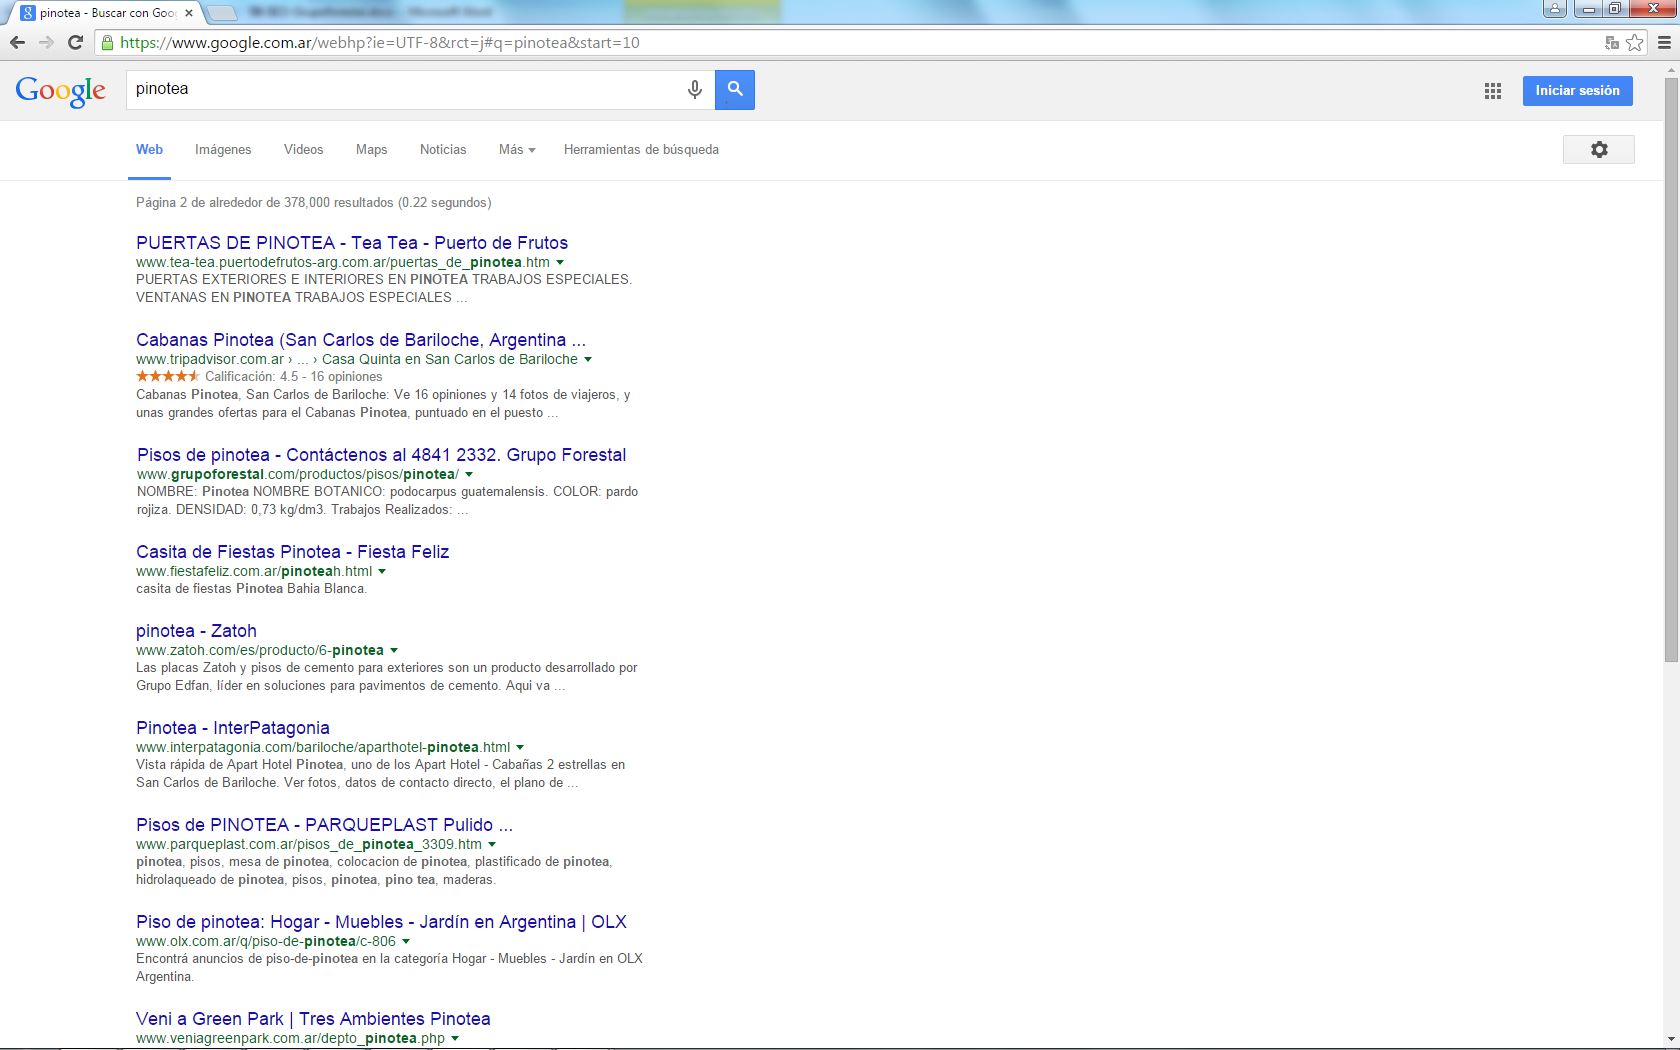 pinotea - Buscar con Goo
https://www.google.com.ar/webhp?ie=UTF-8&rct=j#q=pinotea&start=10
Google
pinotea
Iniciar sesión
Web Imágenes Videos Maps Noticias Más Herramientas de búsqueda
Página 2 de alrededor de 378,000 resultados (0.22 segundos)
PUERTAS DE PINOTEA - Tea Tea - Puerto de Frutos
www.tea-tea.puertodefrutos-arg.com.ar/puertas_de_pinotea.htm
PUERTAS EXTERIORES E INTERIORES EN PINOTEA TRABAJOS ESPECIALES.
VENTANAS EN PINOTEA TRABAJOS ESPECIALES ...
Cabanas Pinotea (San Carlos de Bariloche, Argentina ...
www.tripadvisor.com.ar › ... › Casa Quinta en San Carlos de Bariloche
Calificación: 4.5 - 16 opiniones
Cabanas Pinotea, San Carlos de Bariloche: Ve 16 opiniones y 14 fotos de viajeros, y
unas grandes ofertas para el Cabanas Pinotea, puntuado en el puesto ...
Pisos de pinotea - Contáctenos al 4841 2332. Grupo Forestal
www.grupoforestal.com/productos/pisos/pinotea/
NOMBRE: Pinotea NOMBRE BOTANICO: podocarpus guatemalensis. COLOR: pardo
rojiza. DENSIDAD: 0,73 kg/dm3. Trabajos Realizados: ...
Casita de Fiestas Pinotea - Fiesta Feliz
www.fiestafeliz.com.ar/pinoteah.html
casita de fiestas Pinotea Bahia Blanca.
pinotea - Zatoh
www.zatoh.com/es/producto/6-pinotea
Las placas Zatoh y pisos de cemento para exteriores son un producto desarrollado por
Grupo Edfan, líder en soluciones para pavimentos de cemento. Aqui va ...
Pinotea - InterPatagonia
www.interpatagonia.com/bariloche/aparthotel-pinotea.html
Vista rápida de Apart Hotel Pinotea, uno de los Apart Hotel - Cabañas 2 estrellas en
San Carlos de Bariloche. Ver fotos, datos de contacto directo, el plano de ...
Pisos de PINOTEA - PARQUEPLAST Pulido ...
www.parqueplast.com.ar/pisos_de_pinotea_3309.htm
pinotea, pisos, mesa de pinotea, colocacion de pinotea, plastificado de pinotea,
hidrolaqueado de pinotea, pisos, pinotea, pino tea, maderas.
Piso de pinotea: Hogar - Muebles - Jardín en Argentina | OLX
www.olx.com.ar/q/piso-de-pinotea/c-806
Encontrá anuncios de piso-de-pinotea en la categoría Hogar - Muebles - Jardín en OLX
Argentina.
Veni a Green Park | Tres Ambientes Pinotea
www.veniagreenpark.com.ar/depto_pinotea.php